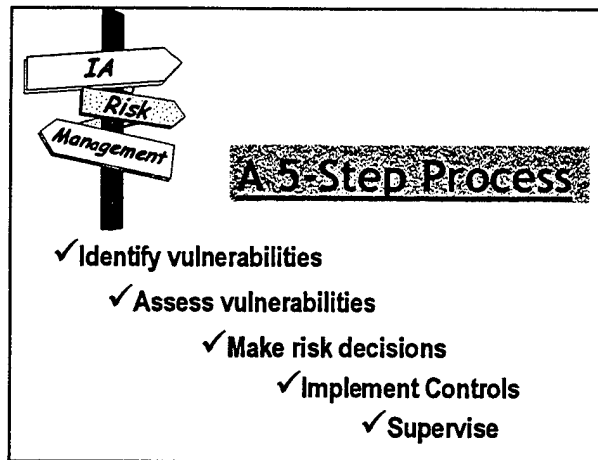 IA
Risk
Management
A 5-Step Process
✓Identify vulnerabilities
✓Assess vulnerabilities
✓Make risk decisions
✓Implement Controls
✓Supervise